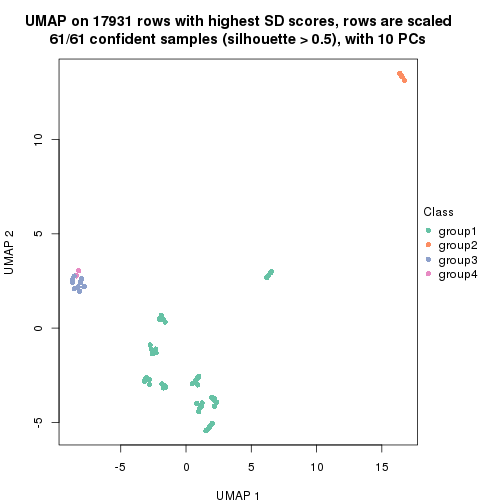 UMAP on 17931 rows with highest SD scores, rows are scaled
61/61 confident samples (silhouette > 0.5), with 10 PCs
10
5
0
-5
UMAP 2
-5
0
5
10
15
UMAP 1
Class
group1
group2
group3
group4